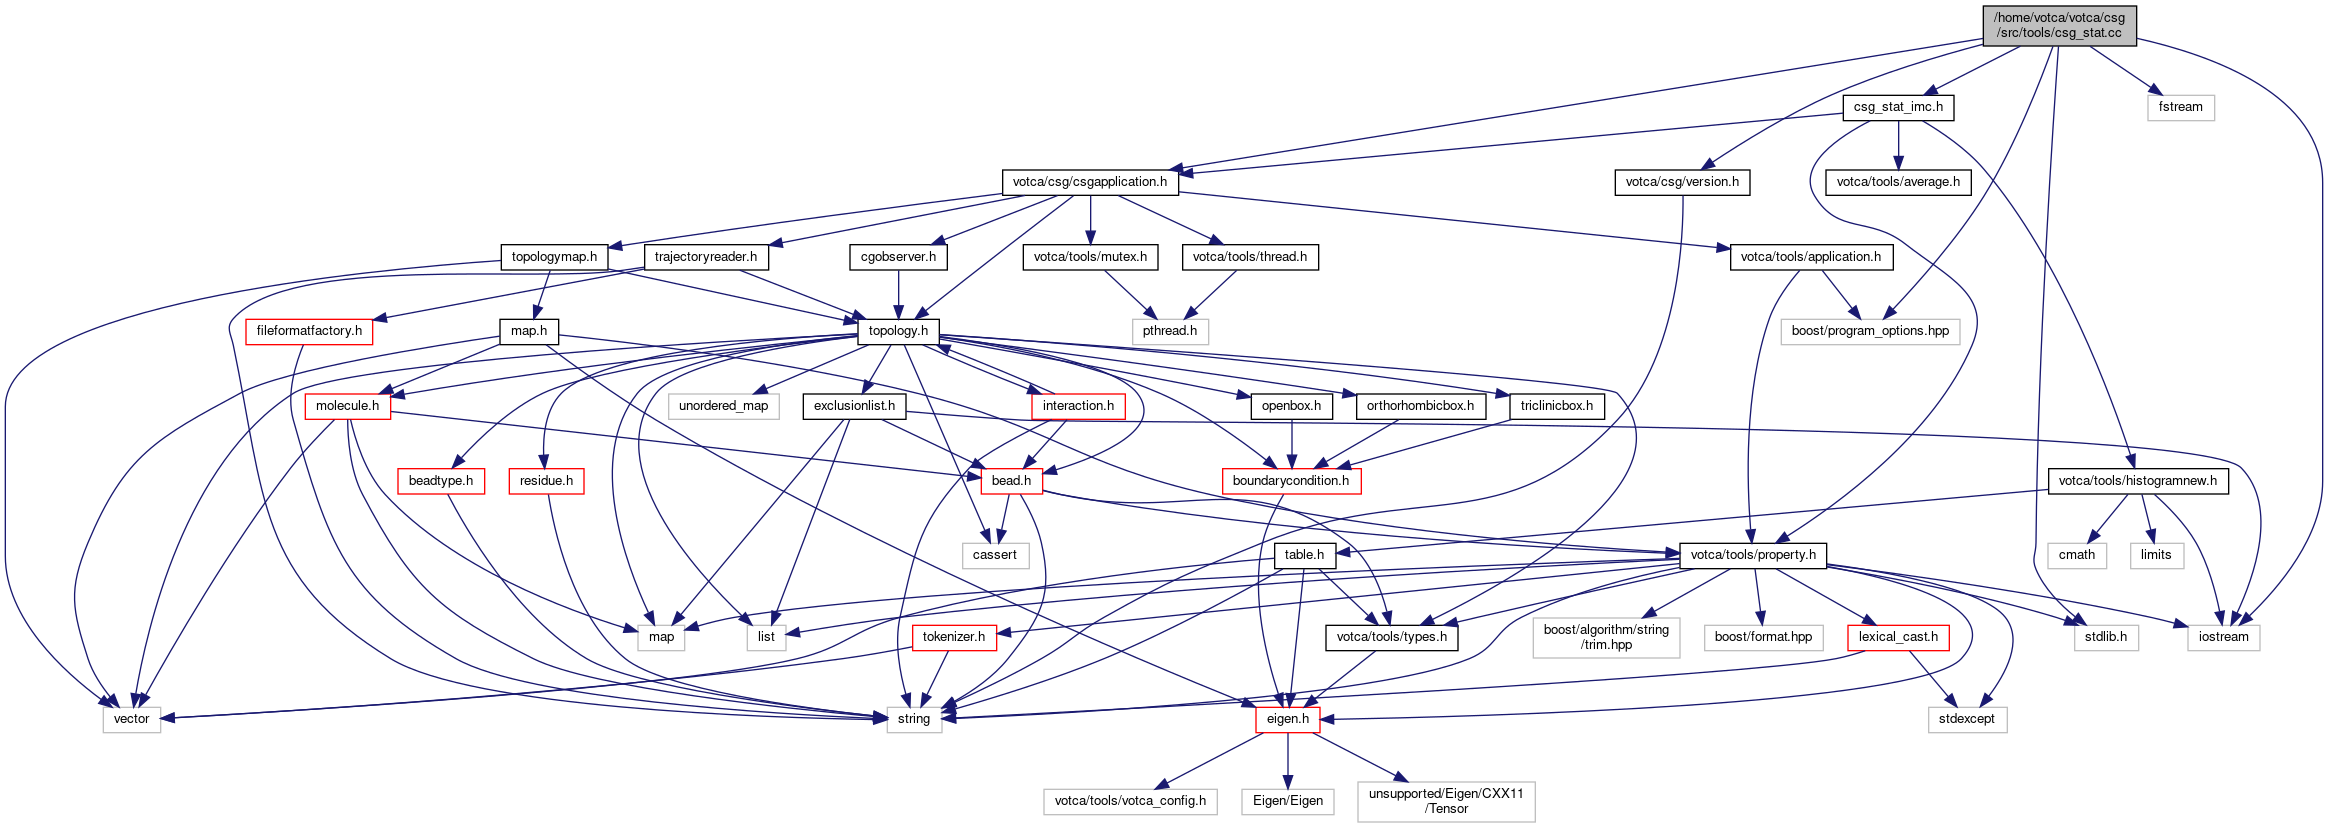 /home/votca/votca/csg
/src/tools/csg_stat.cc
csg_stat_imc.h
fstream
votca/csg/csgapplication.h
votca/csg/version.h
votca/tools/average.h
topologymap.h
trajectoryreader.h
cgobserver.h
votca/tools/mutex.h
votca/tools/thread.h
votca/tools/application.h
fileformatfactory.h
map.h
topology.h
pthread.h
boost/program_options.hpp
molecule.h
unordered_map
exclusionlist.h
interaction.h
openbox.h
orthorhombicbox.h
triclinicbox.h
beadtype.h
residue.h
bead.h
boundarycondition.h
votca/tools/histogramnew.h
cassert
table.h
votca/tools/property.h
cmath
limits
map
list
tokenizer.h
votca/tools/types.h
boost/algorithm/string
/trim.hpp
boost/format.hpp
lexical_cast.h
stdlib.h
iostream
vector
string
eigen.h
stdexcept
votca/tools/votca_config.h
Eigen/Eigen
unsupported/Eigen/CXX11
/Tensor